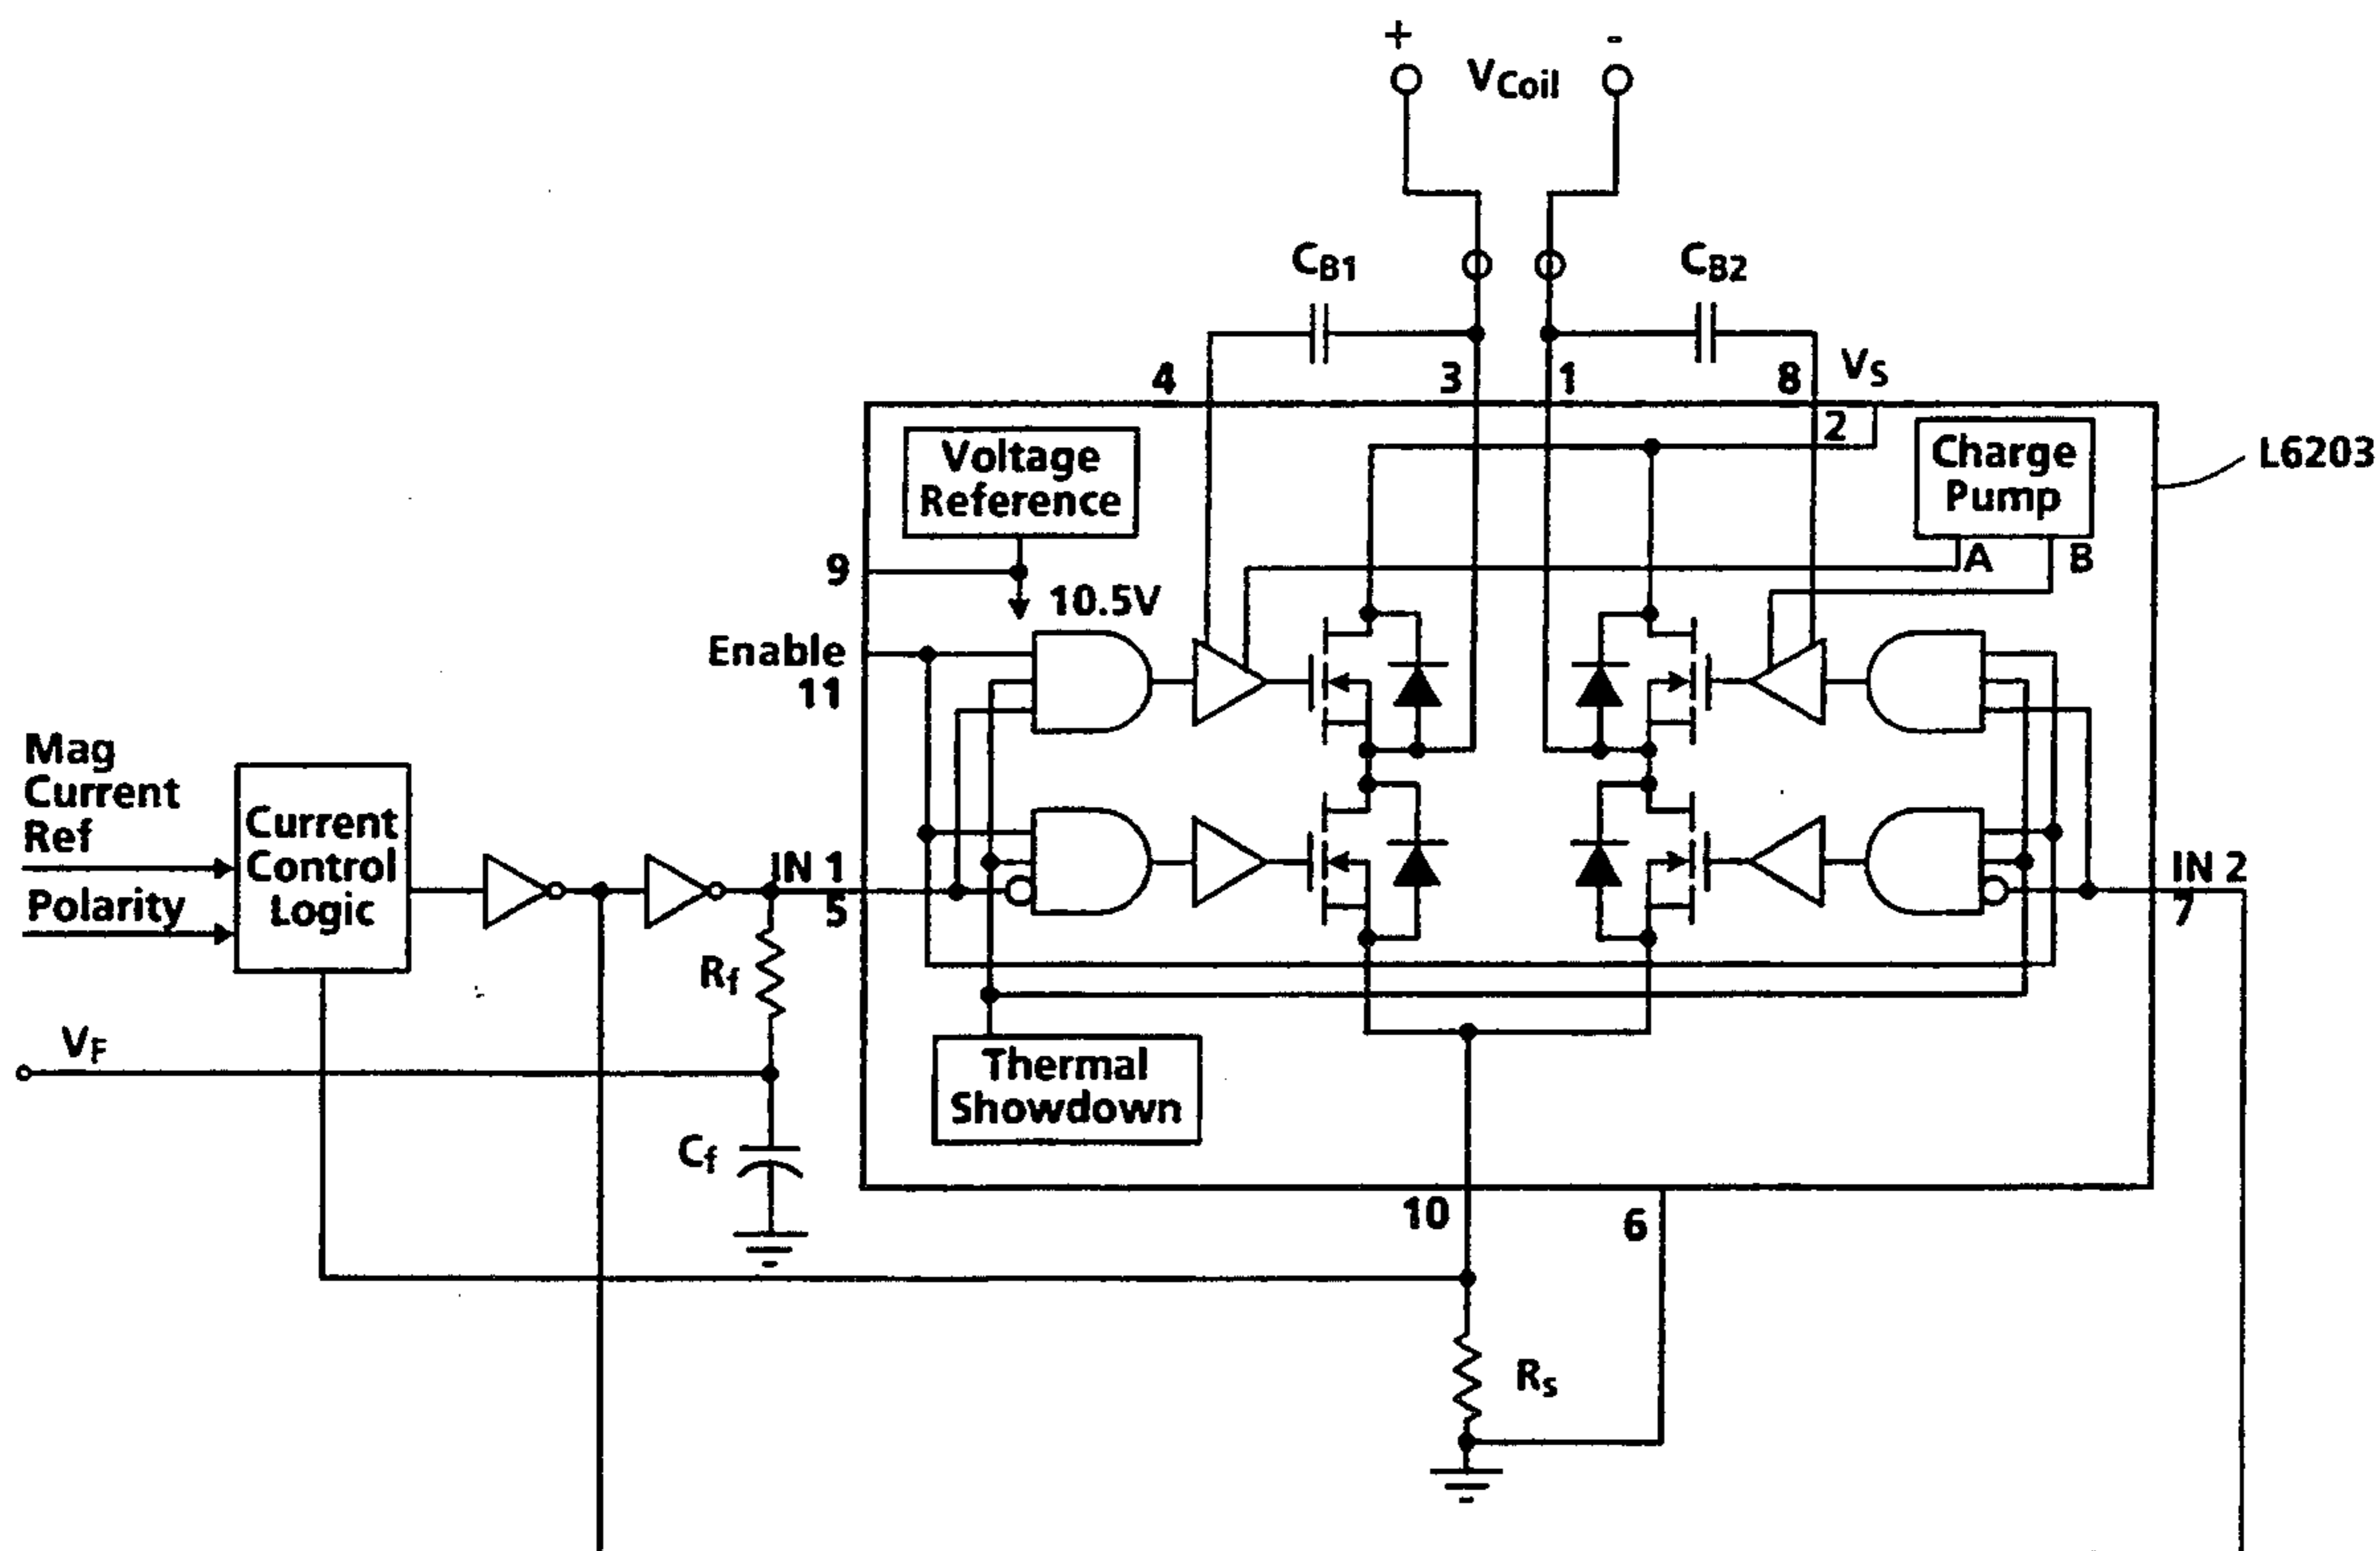 + -
VCoil
CB1
CB2
4
3
1
8
VS
2
Voltage
Reference
Charge
Pump
L6203
A
B
9
10.5V
Enable
11
Mag
Current
Ref
Polarity
Current
Control
Logic
IN 1
5
IN 2
7
Rf
VF
Thermal
Showdown
Cf
10
6
Rs